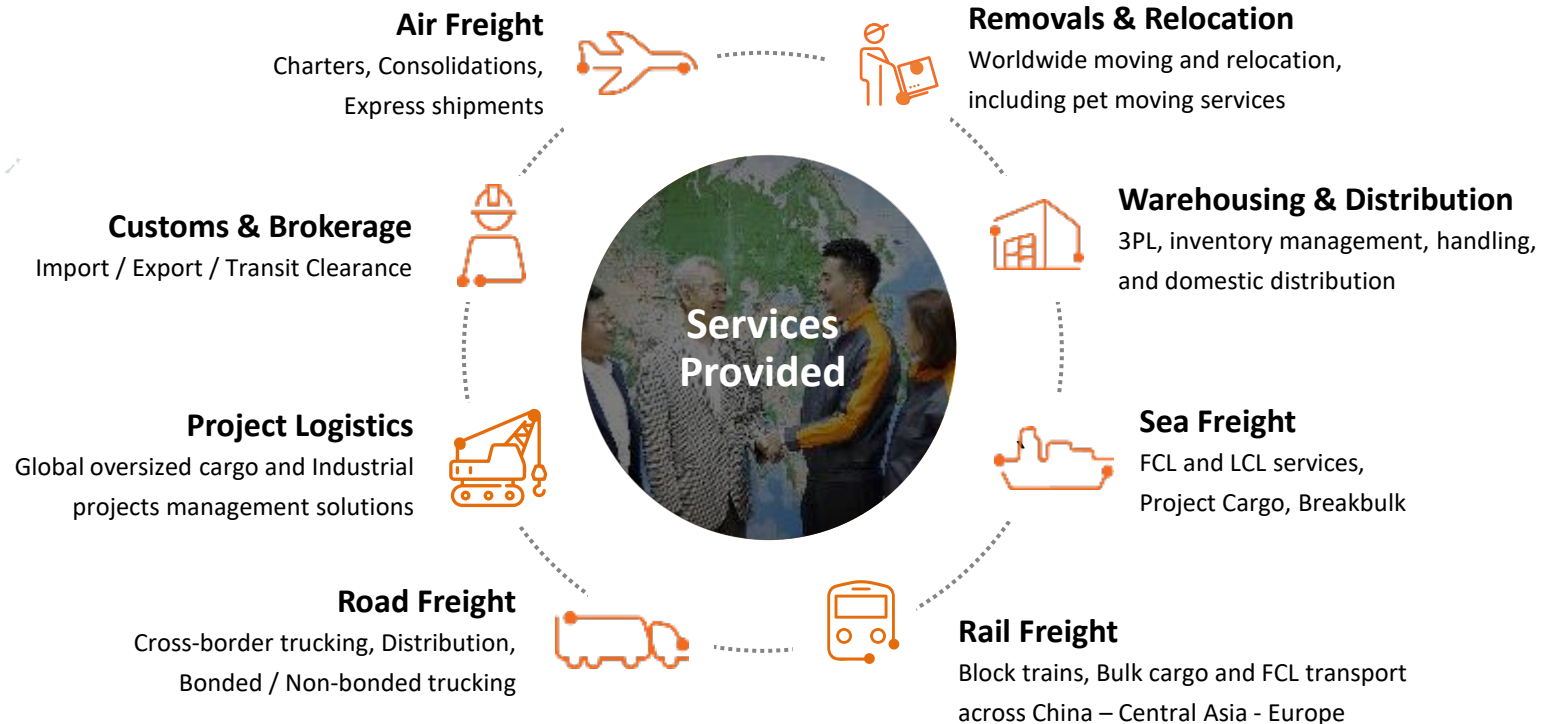 Air Freight
Charters, Consolidations,
Express shipments
Removals & Relocation
Worldwide moving and relocation,
including pet moving services
Customs & Brokerage
Import / Export / Transit Clearance
Warehousing & Distribution
3PL, inventory management, handling,
and domestic distribution
Services
Provided
Project Logistics
Global oversized cargo and Industrial
projects management solutions
Sea Freight
FCL and LCL services,
Project Cargo, Breakbulk
Road Freight
Cross-border trucking, Distribution,
Bonded / Non-bonded trucking
Rail Freight
Block trains, Bulk cargo and FCL transport
across China – Central Asia - Europe